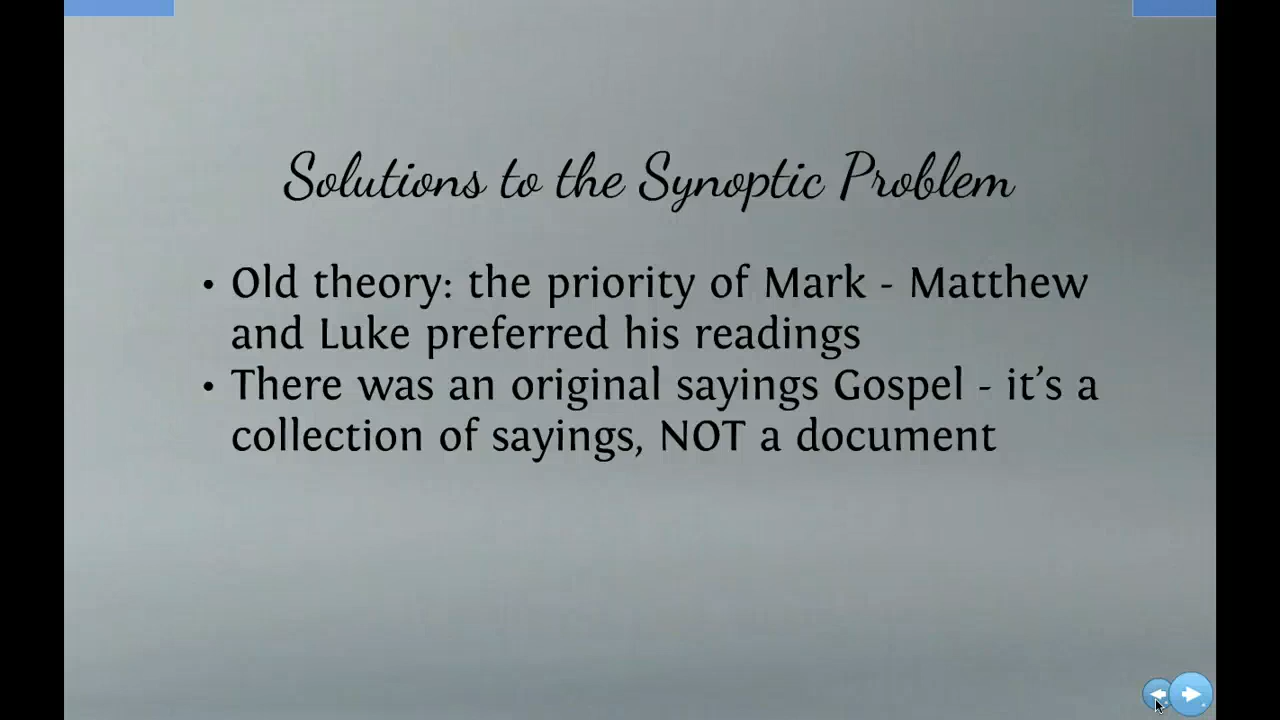 Solutions to the Synoptic Problem
• Old theory: the priority of Mark - Matthew
and Luke preferred his readings
• There was an original sayings Gospel - it’s a
collection of sayings, NOT a document